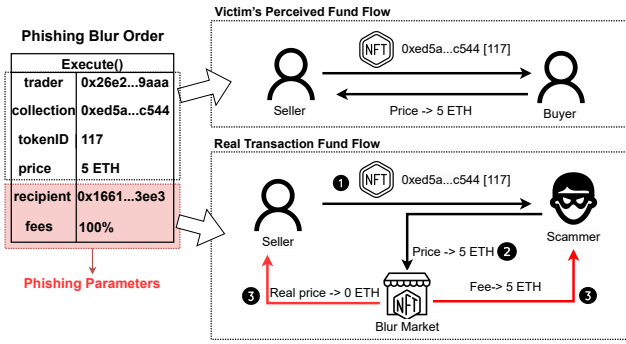 Phishing Blur Order
Execute()
trader 0x26e2...9aaa
collection 0xed5a...c544
tokenID 117
price 5 ETH
recipient 0x1661...3ee3
fees 100%
Phishing Parameters
Victim's Perceived Fund Flow
NFT 0xed5a...c544 [117]
Price -> 5 ETH
Seller
Buyer
Real Transaction Fund Flow
1 NFT 0xed5a...c544 [117]
Seller
Scammer
Price -> 5 ETH 2
3 Real price -> 0 ETH
NFT
Fee-> 5 ETH 3
Blur Market